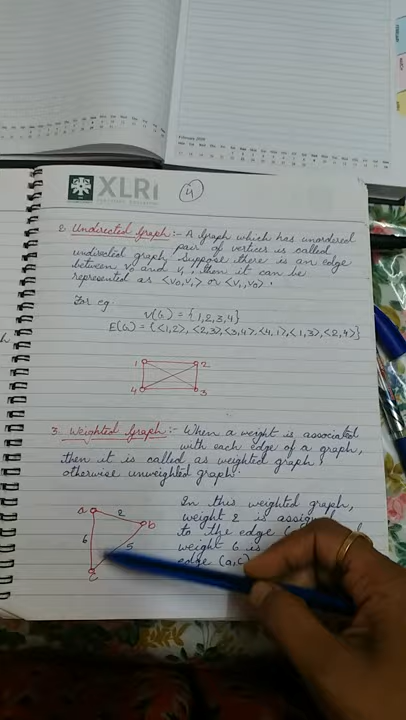 XLRI
4
2. Undirected Graph :- A Graph which has unordered
pair of vertices is called
undirected graph, suppose there is an edge
between v0 and v1, then it can be
represented as <v0,v1> or <v1,v0>.
For eg
V(G) = {1,2,3,4}
E(G) = {<1,2>, <2,3>, <3,4>, <4,1>, <1,3>, <2,4>}
1 2
4 3
3. Weighted Graph :- When a weight is associated
with each edge of a graph,
then it is called as weighted graph,
otherwise unweighted graph.
In this weighted graph,
weight 2 is
to the edge
weight 6 is
edge (a,c)
a 2 b
6 5
c